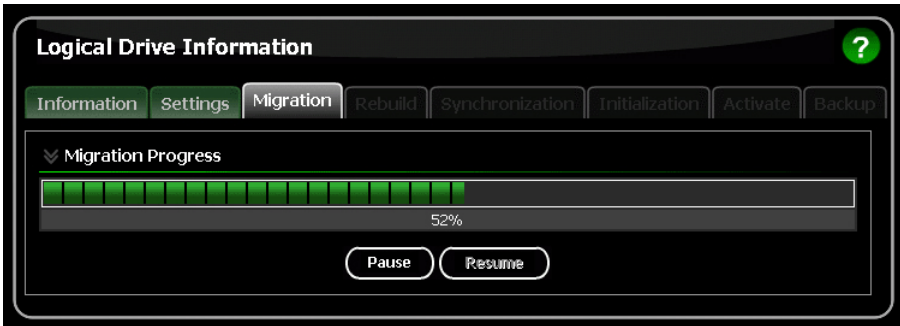 Logical Drive Information
?
Information Settings Migration Rebuild Synchronization Initialization Activate Backup
Migration Progress
52%
Pause Resume